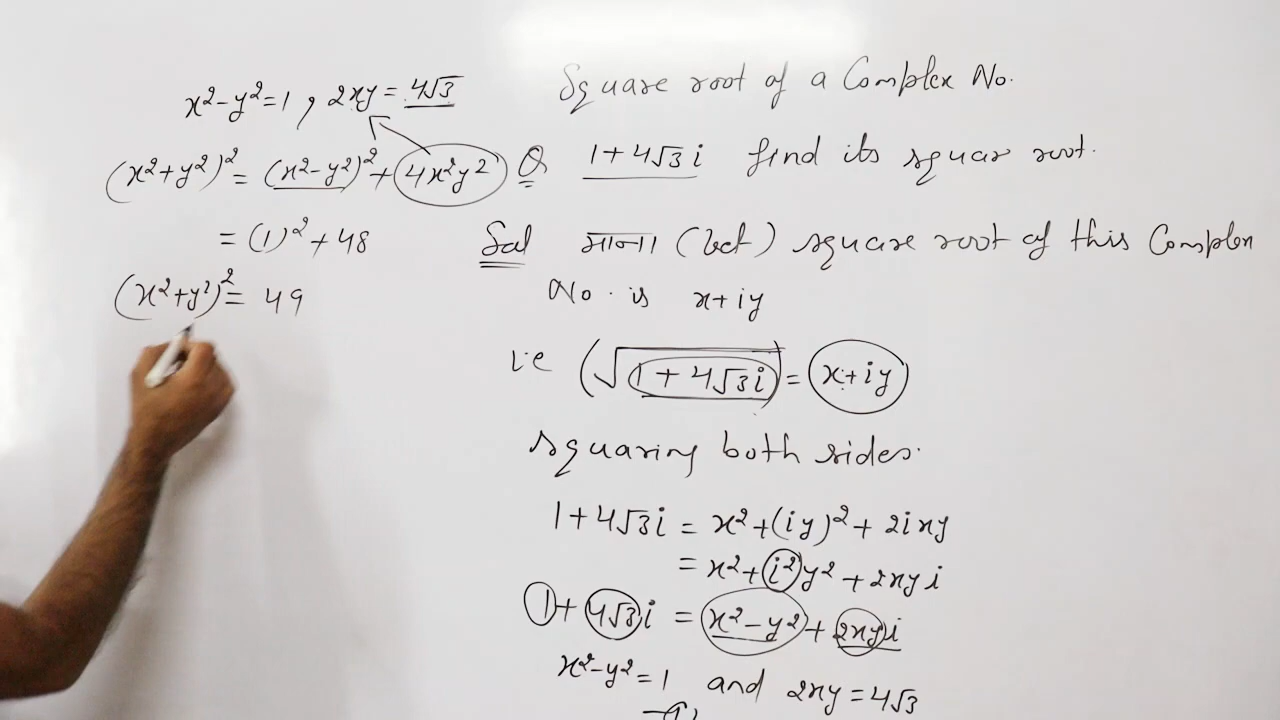 Square root of a Complex No.
Q 1+4√3i find its squar root.
Sol माना (let) square root of this Complex
No. is x+iy
i.e (√1+4√3i) = x+iy
squaring both sides.
1+4√3i = x²+(iy)²+2ixy
= x²+i²y²+2xyi
1+4√3i = x²-y²+2xyi
x²-y²=1 and 2xy=4√3
x²-y²=1, 2xy=4√3
(x²+y²)²=(x²-y²)²+4x²y²
=(1)²+48
(x²+y²)²=49